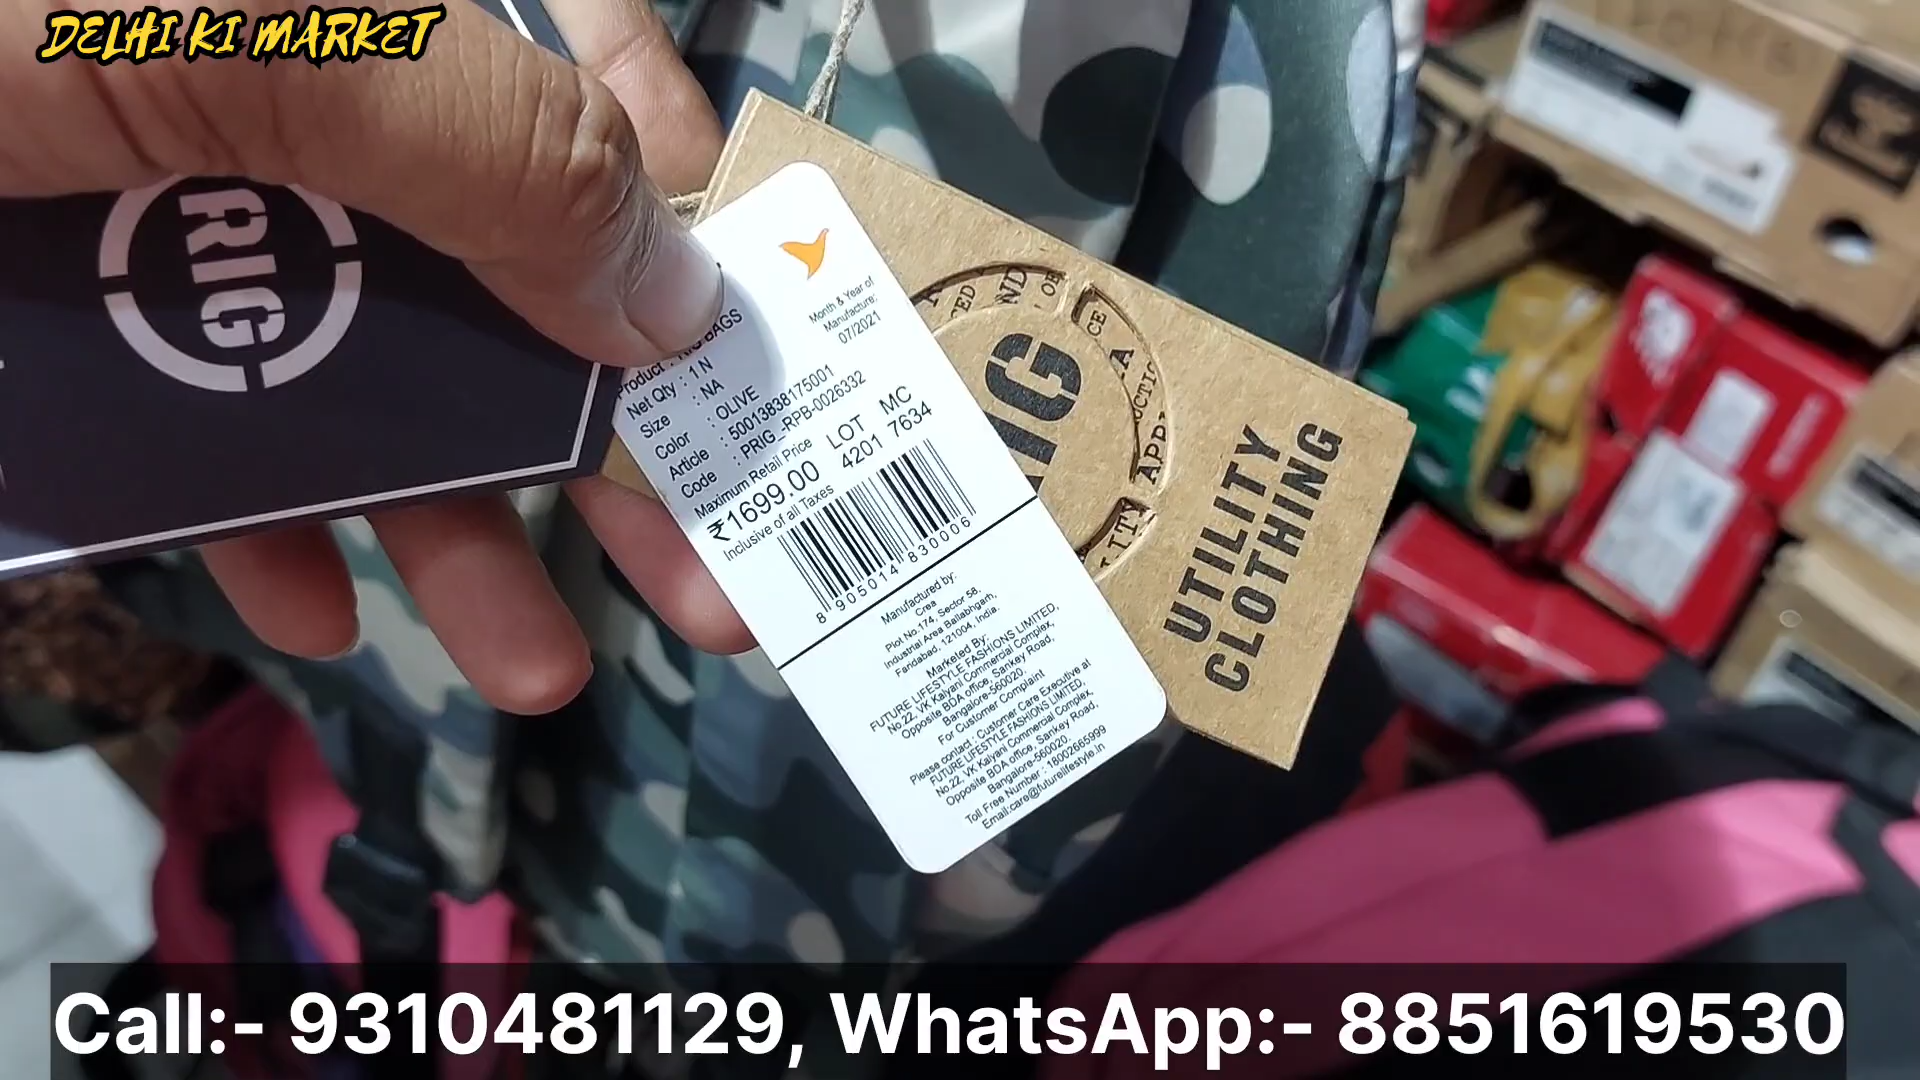 DELHI KI MARKET
RIG
Month & Year of
Manufacture:
07/2021
Product : RIG BAGS
Net Qty : 1 N
Size : NA
Color : OLIVE
Article : 50013838175001
Code : PRIG_-RPB-0026332
Maximum Retail Price
LOT MC
₹1699.00 4201 7634
Inclusive of all Taxes
8 905014 830006
Manufactured by:
Crea
Plot No.174, Sector 58,
Industrial Area Ballabhgarh,
Faridabad, 121004, India.
Marketed By:
FUTURE LIFESTYLE FASHIONS LIMITED,
No.22, VK Kalyani Commercial Complex,
Opposite BDA office, Sankey Road,
Bangalore-560020.
For Customer Complaint
Please contact : Customer Care Executive at
FUTURE LIFESTYLE FASHIONS LIMITED,
No.22, VK Kalyani Commercial Complex,
Opposite BDA office, Sankey Road,
Bangalore-560020.
Toll Free Number : 18002665999
Email:care@futurelifestyle.in
UTILITY
CLOTHING
Call:- 9310481129, WhatsApp:- 8851619530